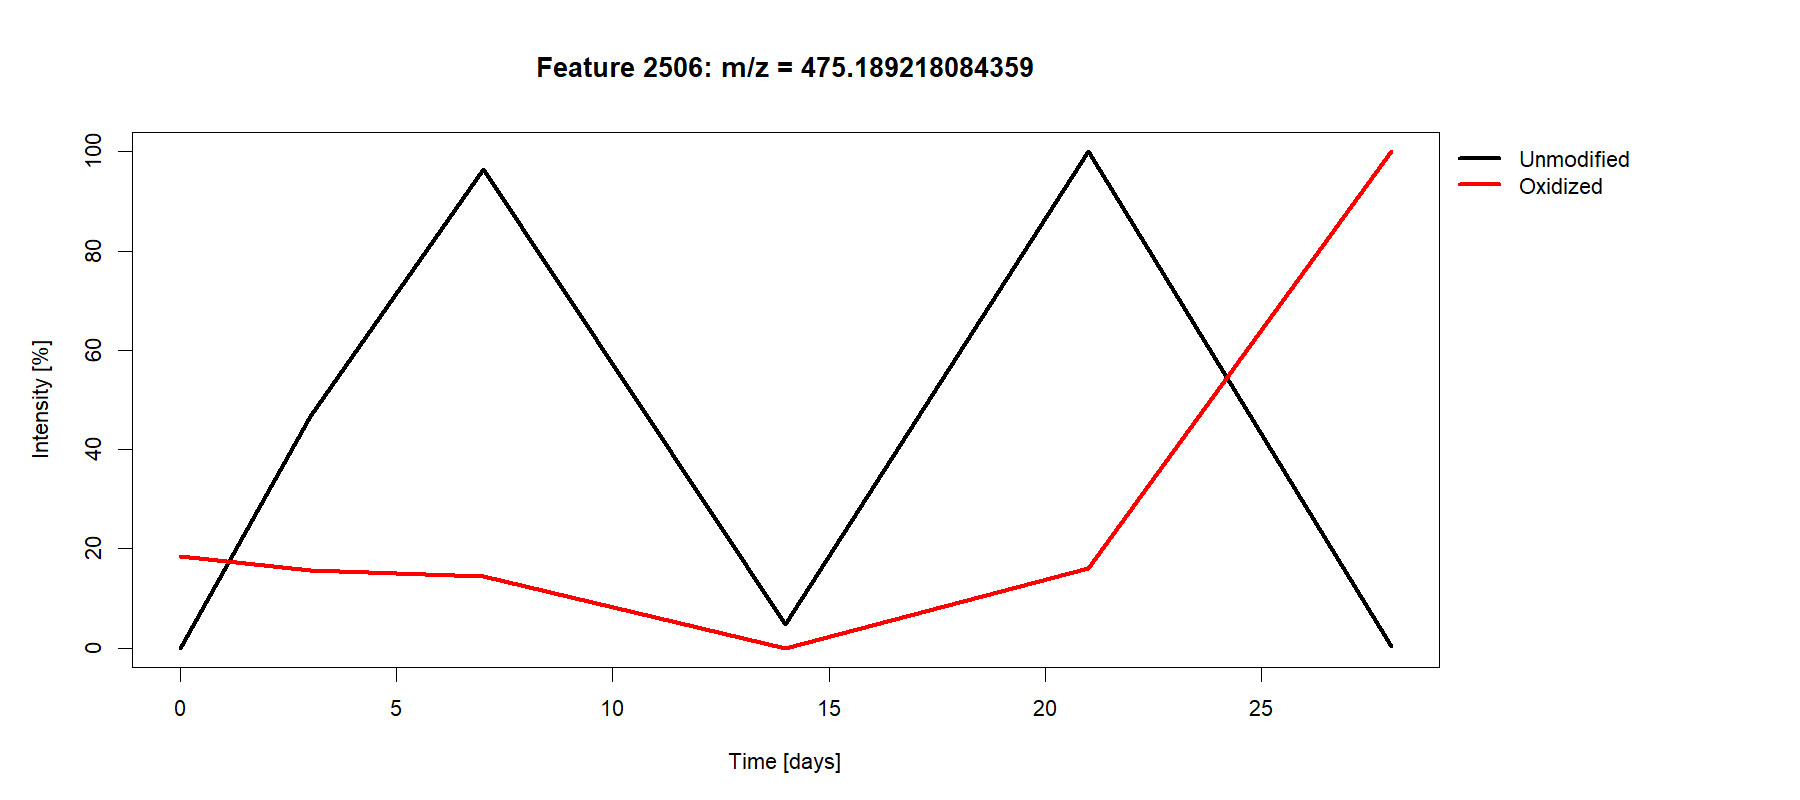 Feature 2506: m/z = 475.189218084359
Unmodified
Oxidized
Intensity [%]
100
80
60
40
20
0
0 5 10 15 20 25
Time [days]